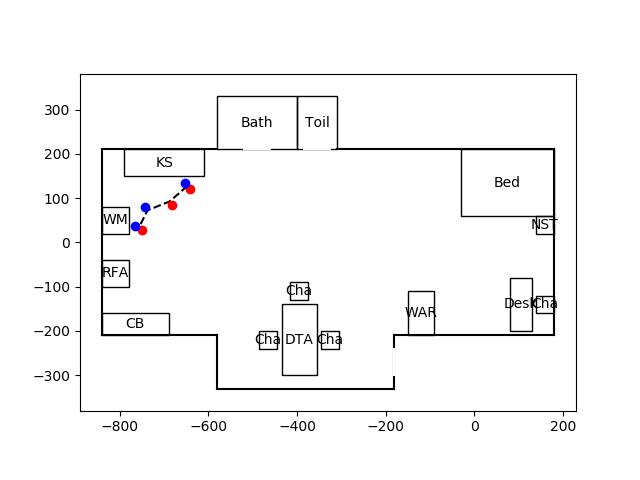 300
200
100
0
−100
−200
−300
−800
−600
−400
−200
0
200
Bath
Toil
KS
Bed
WM
NST
RFA
Cha
Desk
Cha
WAR
CB
Cha
DTA
Cha